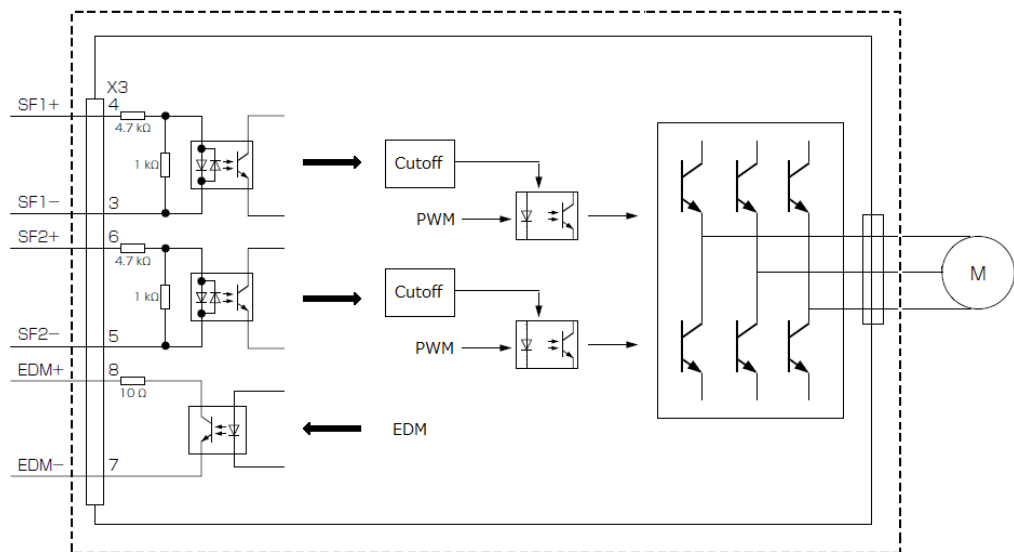 X3
SF1+
4
4.7 kΩ
1 kΩ
Cutoff
SF1−
3
PWM
SF2+
6
4.7 kΩ
M
1 kΩ
Cutoff
SF2−
5
PWM
EDM+
8
10 Ω
EDM
EDM−
7